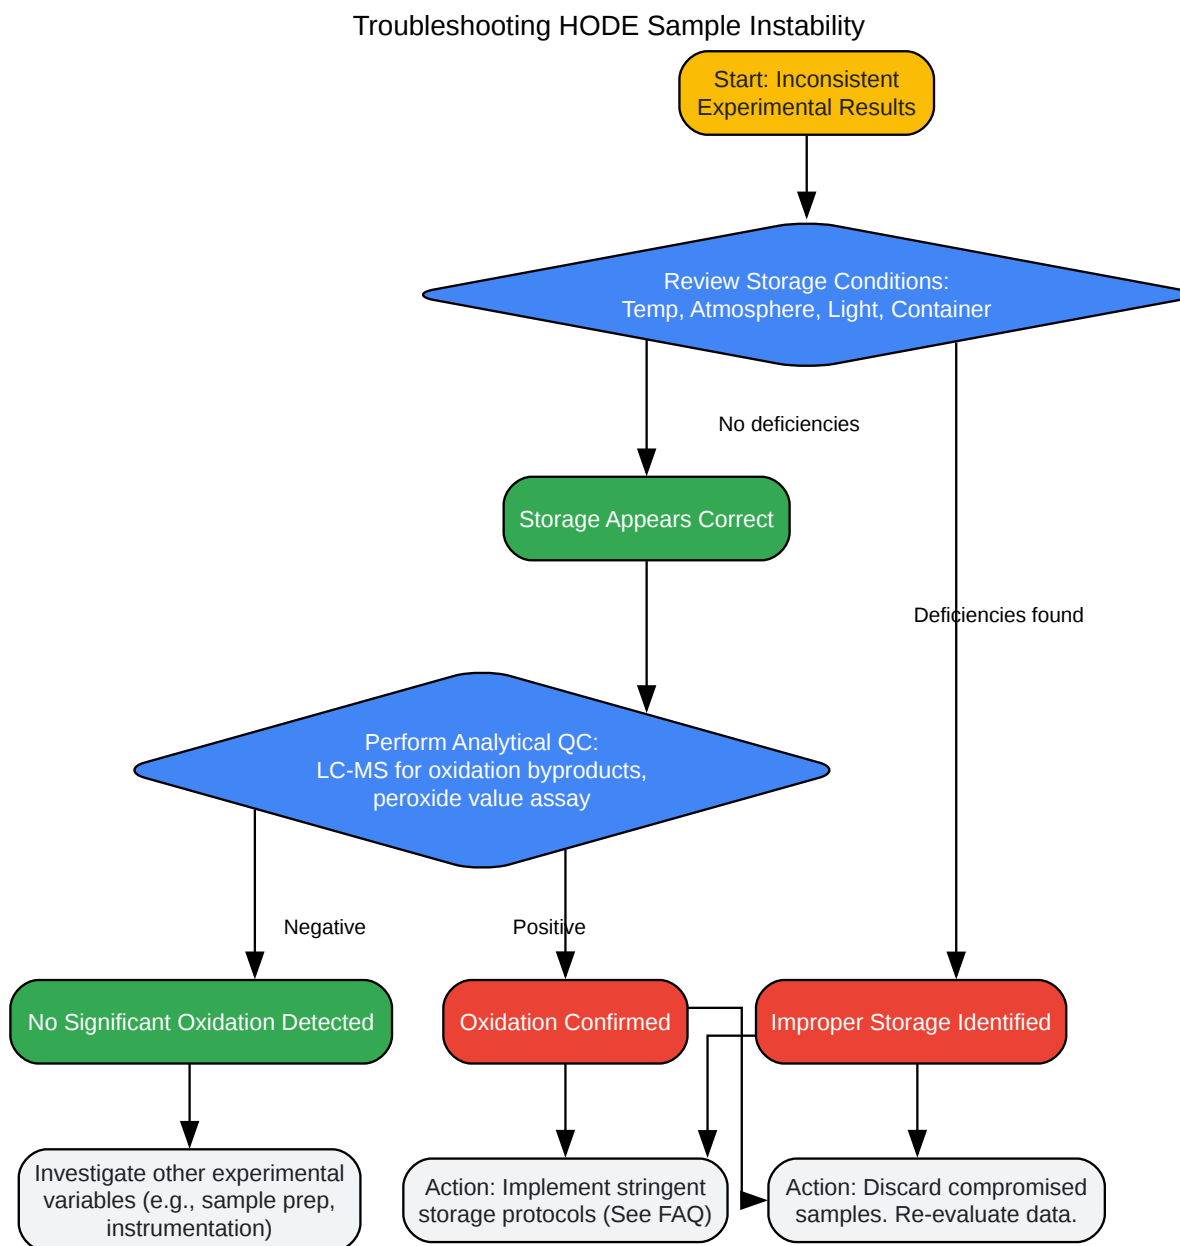 Troubleshooting HODE Sample Instability
Start: Inconsistent
Experimental Results
Review Storage Conditions:
Temp, Atmosphere, Light, Container
No deficiencies
Storage Appears Correct
Deficiencies found
Perform Analytical QC:
LC-MS for oxidation byproducts,
peroxide value assay
Negative
Positive
No Significant Oxidation Detected
Oxidation Confirmed
Improper Storage Identified
Investigate other experimental
variables (e.g., sample prep,
instrumentation)
Action: Implement stringent
storage protocols (See FAQ)
Action: Discard compromised
samples. Re-evaluate data.